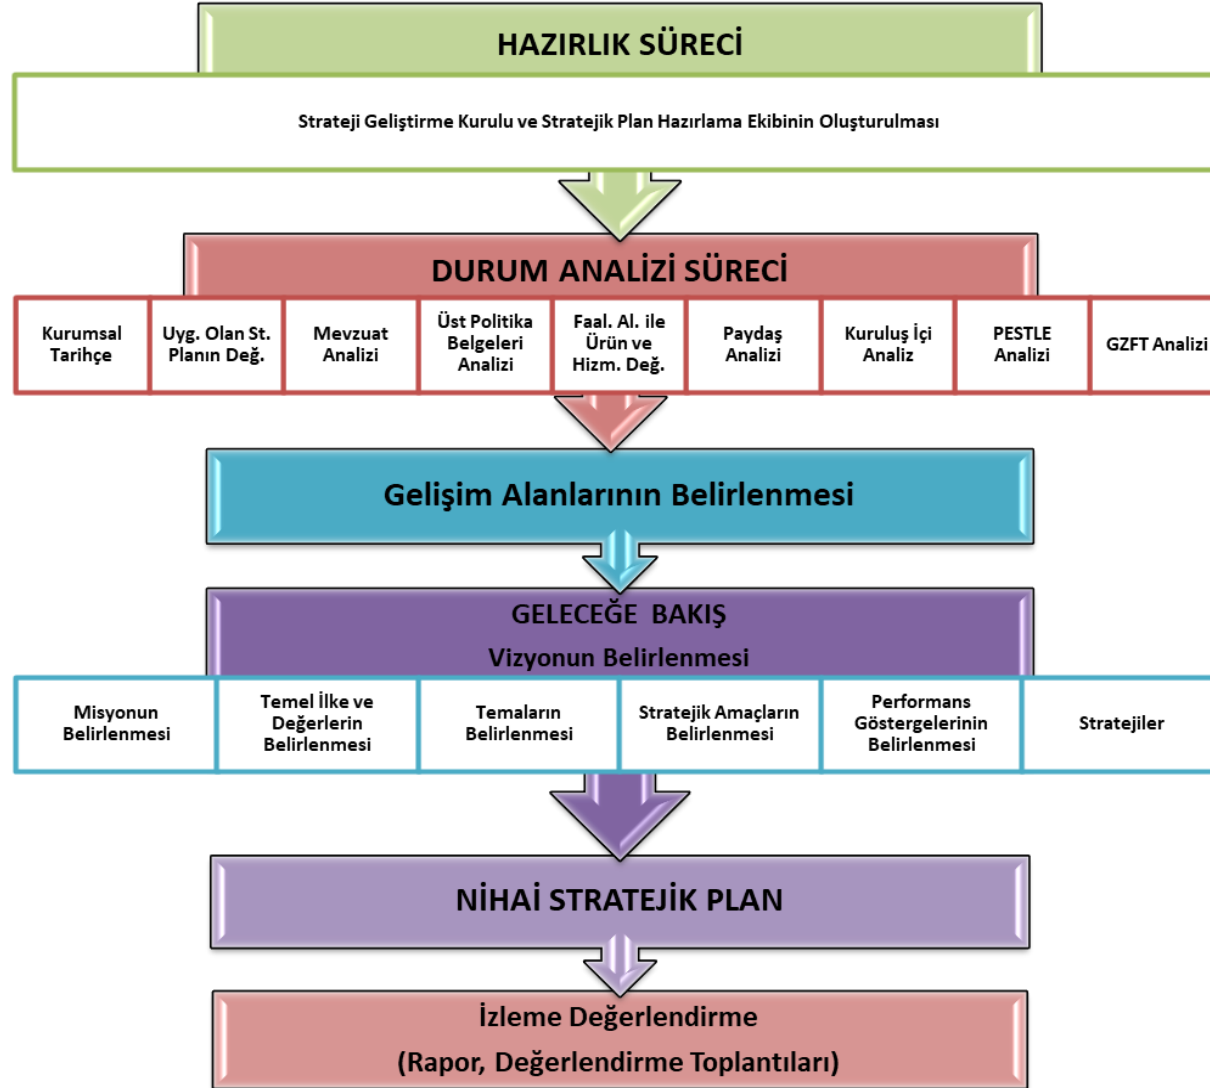 HAZIRLIK SÜRECİ
Strateji Geliştirme Kurulu ve Stratejik Plan Hazırlama Ekibinin Oluşturulması
DURUM ANALİZİ SÜRECİ
Kurumsal
Tarihçe
Uyg. Olan St.
Planın Değ.
Mevzuat
Analizi
Üst Politika
Belgeleri
Analizi
Faal. Al. ile
Ürün ve
Hizm. Değ.
Paydaş
Analizi
Kuruluş İçi
Analiz
PESTLE
Analizi
GZFT Analizi
Gelişim Alanlarının Belirlenmesi
GELECEĞE BAKIŞ
Vizyonun Belirlenmesi
Misyonun
Belirlenmesi
Temel İlke ve
Değerlerin
Belirlenmesi
Temaların
Belirlenmesi
Stratejik Amaçların
Belirlenmesi
Performans
Göstergelerinin
Belirlenmesi
Stratejiler
NİHAİ STRATEJİK PLAN
İzleme Değerlendirme
(Rapor, Değerlendirme Toplantıları)